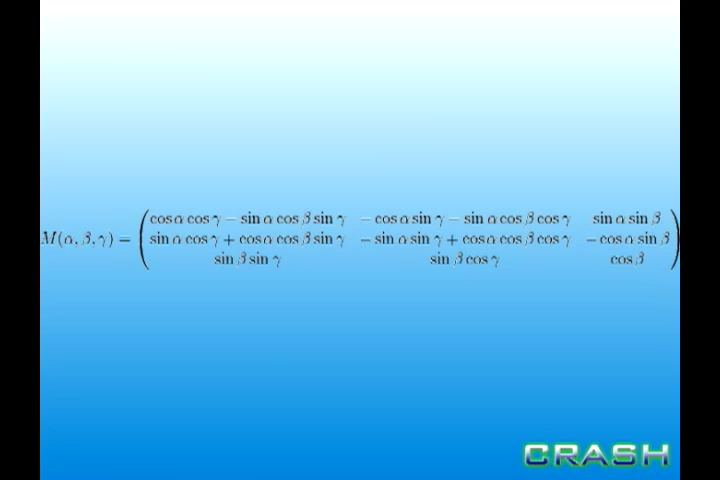 cos α cos γ − sin α cos β sin γ − cos α sin γ − sin α cos β cos γ sin α sin β
M(α, β, γ) = sin α cos γ + cos α cos β sin γ − sin α sin γ + cos α cos β cos γ − cos α sin β
sin β sin γ sin β cos γ cos β
CRASH